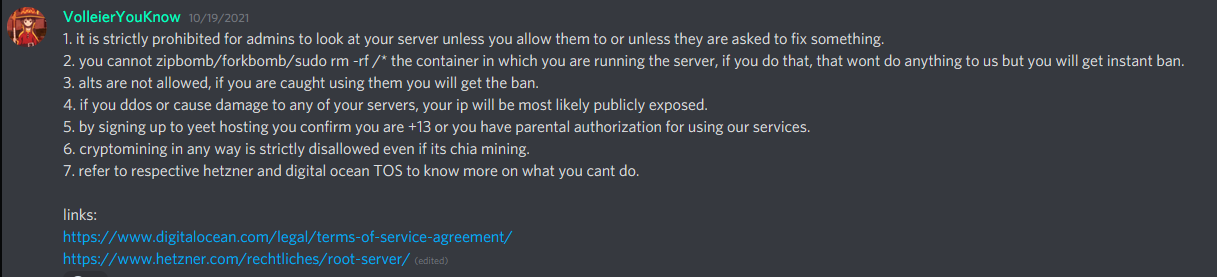 VolleierYouKnow 10/19/2021
1. it is strictly prohibited for admins to look at your server unless you allow them to or unless they are asked to fix something.
2. you cannot zipbomb/forkbomb/sudo rm -rf /* the container in which you are running the server, if you do that, that wont do anything to us but you will get instant ban.
3. alts are not allowed, if you are caught using them you will get the ban.
4. if you ddos or cause damage to any of your servers, your ip will be most likely publicly exposed.
5. by signing up to yeet hosting you confirm you are +13 or you have parental authorization for using our services.
6. cryptomining in any way is strictly disallowed even if its chia mining.
7. refer to respective hetzner and digital ocean TOS to know more on what you cant do.
links:
https://www.digitalocean.com/legal/terms-of-service-agreement/
https://www.hetzner.com/rechtliches/root-server/ (edited)